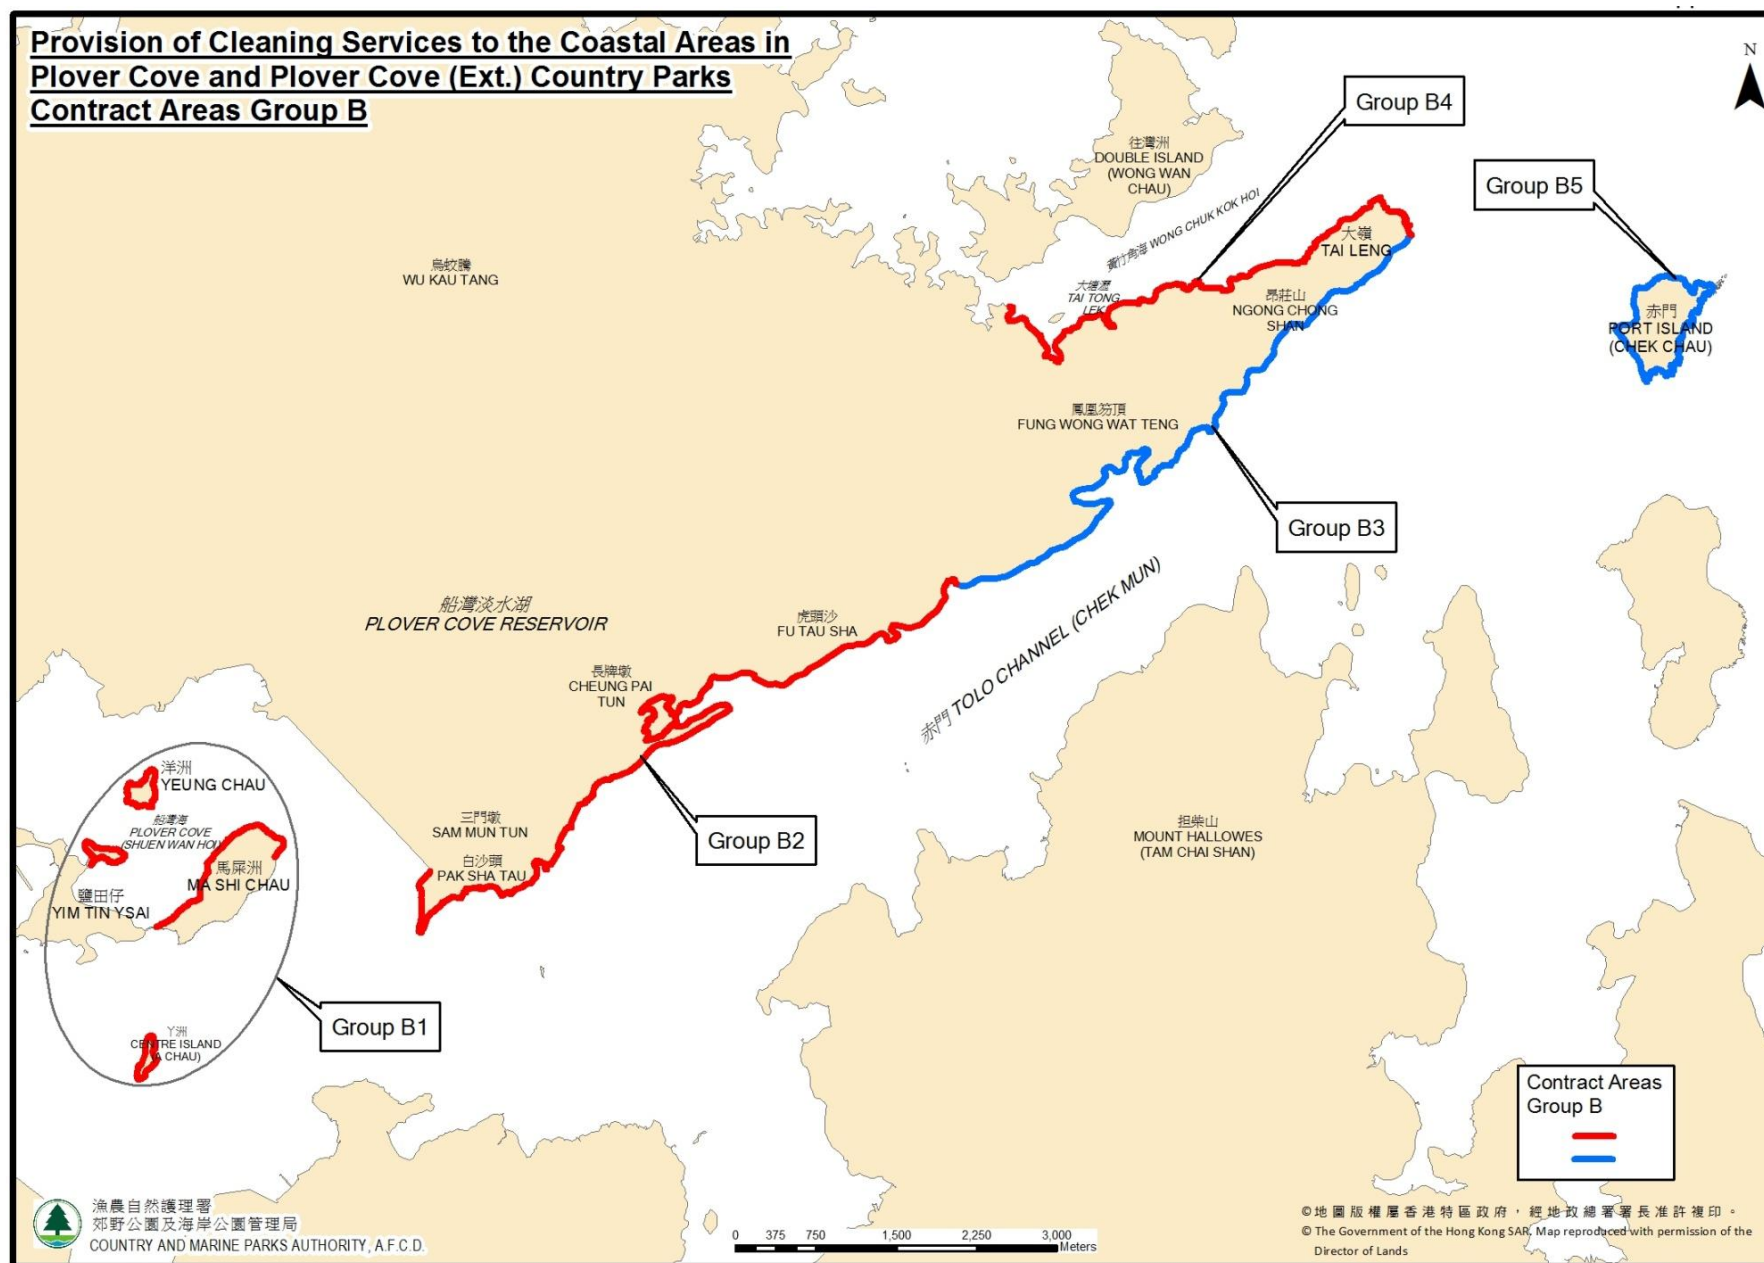 Provision of Cleaning Services to the Coastal Areas in
Plover Cove and Plover Cove (Ext.) Country Parks
Contract Areas Group B
N
Group B4
Group B5
往灣洲
DOUBLE ISLAND
(WONG WAN
CHAU)
黃竹角海 WONG CHUK KOK HOI
大嶺
TAI LENG
烏蛟騰
WU KAU TANG
大塘瀝
TAI TONG
LEK
昂莊山
NGONG CHONG
SHAN
赤門
PORT ISLAND
(CHEK CHAU)
鳳凰笏頂
FUNG WONG WAT TENG
Group B3
船灣淡水湖
PLOVER COVE RESERVOIR
虎頭沙
FU TAU SHA
赤門 TOLO CHANNEL (CHEK MUN)
長牌墩
CHEUNG PAI
TUN
洋洲
YEUNG CHAU
船灣海
PLOVER COVE
(SHUEN WAN HOI)
三門墩
SAM MUN TUN
Group B2
担柴山
MOUNT HALLOWES
(TAM CHAI SHAN)
白沙頭
PAK SHA TAU
馬屎洲
MA SHI CHAU
鹽田仔
YIM TIN YSAI
Group B1
丫洲
CENTRE ISLAND
(A CHAU)
Contract Areas
Group B
漁農自然護理署
郊野公園及海岸公園管理局
COUNTRY AND MARINE PARKS AUTHORITY, A.F.C.D.
0 375 750 1,500 2,250 3,000
Meters
©地圖版權屬香港特區政府，經地政總署署長准許複印。
© The Government of the Hong Kong SAR. Map reproduced with permission of the
Director of Lands